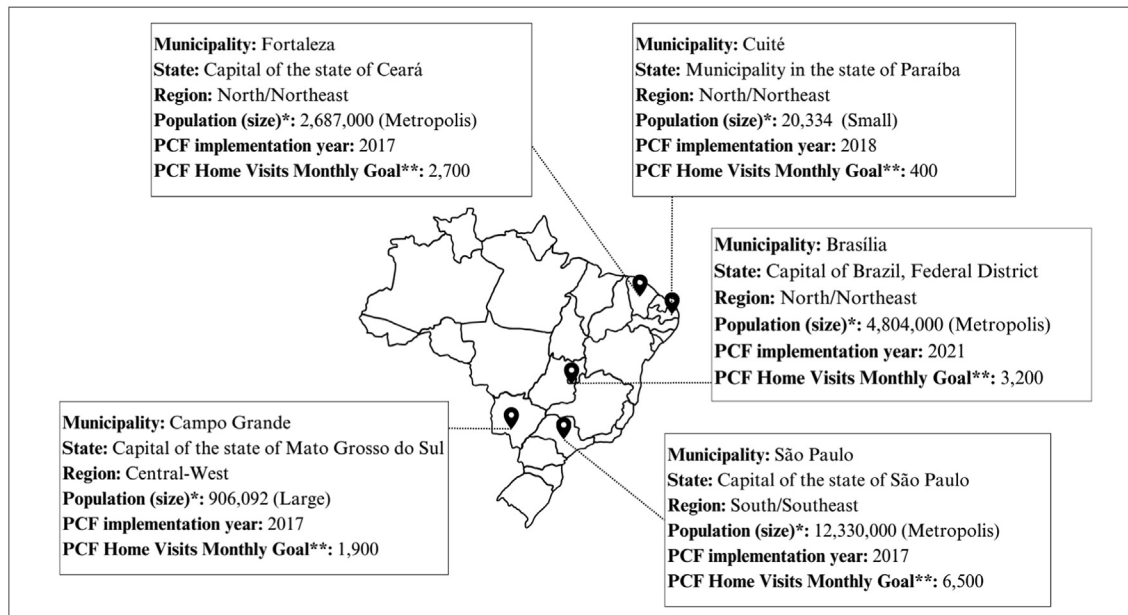 Municipality: Fortaleza
State: Capital of the state of Ceará
Region: North/Northeast
Population (size)*: 2,687,000 (Metropolis)
PCF implementation year: 2017
PCF Home Visits Monthly Goal**: 2,700
Municipality: Cuité
State: Municipality in the state of Paraíba
Region: North/Northeast
Population (size)*: 20,334 (Small)
PCF implementation year: 2018
PCF Home Visits Monthly Goal**: 400
Municipality: Brasília
State: Capital of Brazil, Federal District
Region: North/Northeast
Population (size)*: 4,804,000 (Metropolis)
PCF implementation year: 2021
PCF Home Visits Monthly Goal**: 3,200
Municipality: Campo Grande
State: Capital of the state of Mato Grosso do Sul
Region: Central-West
Population (size)*: 906,092 (Large)
PCF implementation year: 2017
PCF Home Visits Monthly Goal**: 1,900
Municipality: São Paulo
State: Capital of the state of São Paulo
Region: South/Southeast
Population (size)*: 12,330,000 (Metropolis)
PCF implementation year: 2017
PCF Home Visits Monthly Goal**: 6,500